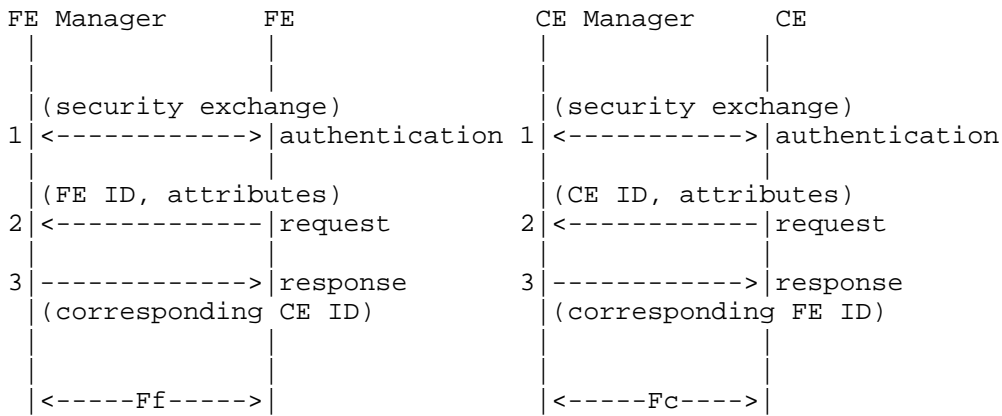 FE Manager FE CE Manager CE
(security exchange) (security exchange)
1|<------------>|authentication 1|<----------->|authentication
(FE ID, attributes) (CE ID, attributes)
2|<-------------|request 2|<------------|request
3|------------->|response 3|------------>|response
(corresponding CE ID) (corresponding FE ID)
|<-----Ff----->| |<-----Fc---->|